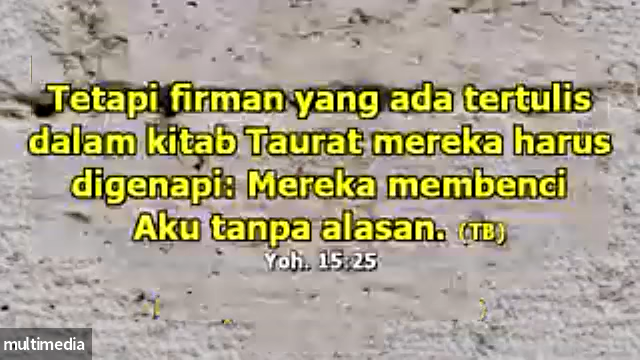 Tetapi firman yang ada tertulis
dalam kitab Taurat mereka harus
digenapi: Mereka membenci
Aku tanpa alasan. (TB)
Yoh. 15:25
multimedia